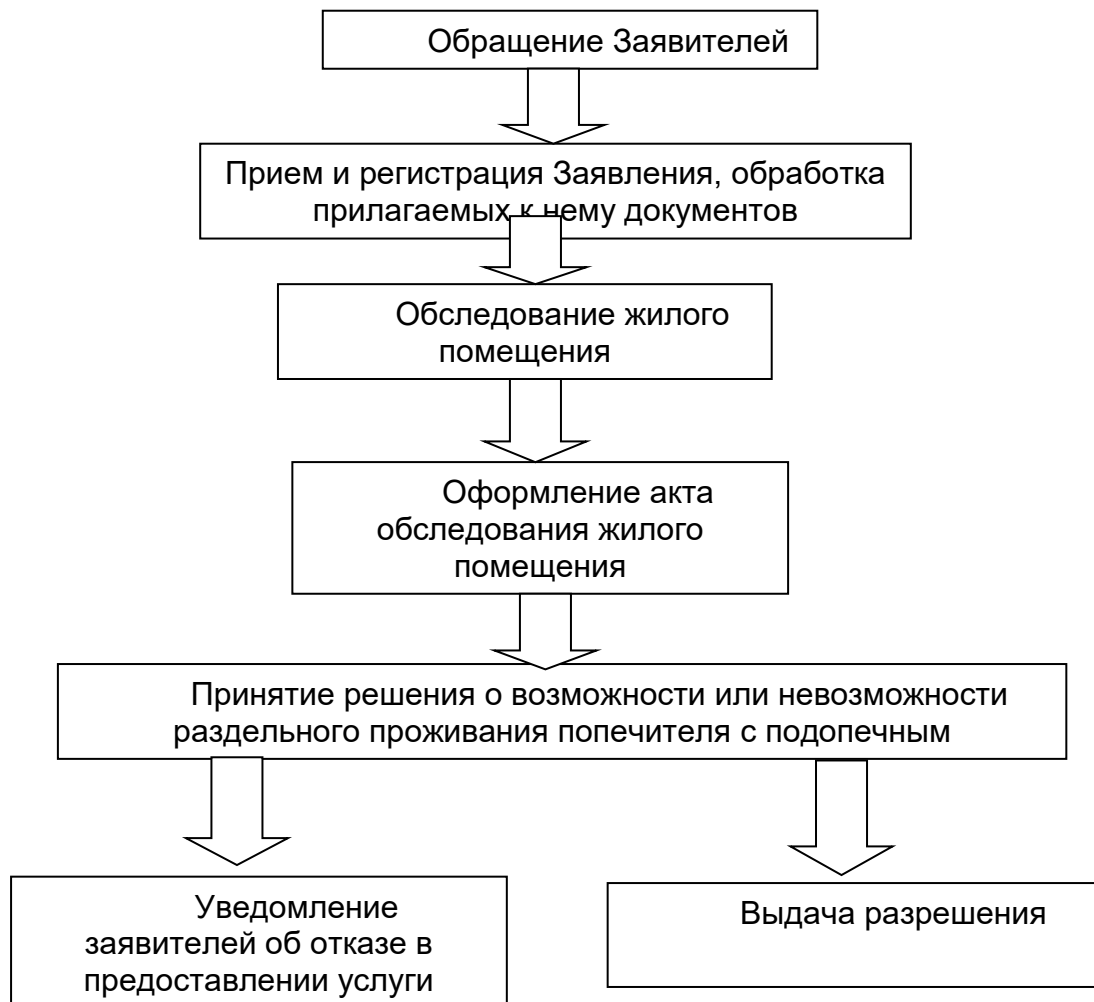 Обращение Заявителей
Прием и регистрация Заявления, обработка
прилагаемых к нему документов
Обследование жилого
помещения
Оформление акта
обследования жилого
помещения
Принятие решения о возможности или невозможности
раздельного проживания попечителя с подопечным
Уведомление
заявителей об отказе в
предоставлении услуги
Выдача разрешения